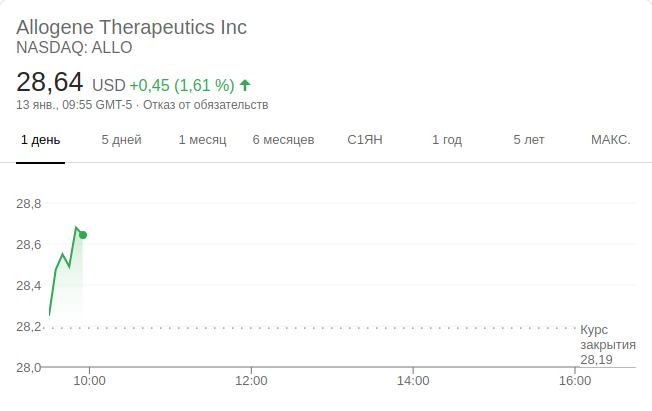 Allogene Therapeutics Inc
NASDAQ: ALLO
28,64 USD +0,45 (1,61 %)
13 янв., 09:55 GMT-5 · Отказ от обязательств
1 день 5 дней 1 месяц 6 месяцев С1ЯН 1 год 5 лет МАКС.
28,8
28,6
28,4
28,2
Курс
закрытия
28,19
28,0
10:00 12:00 14:00 16:00